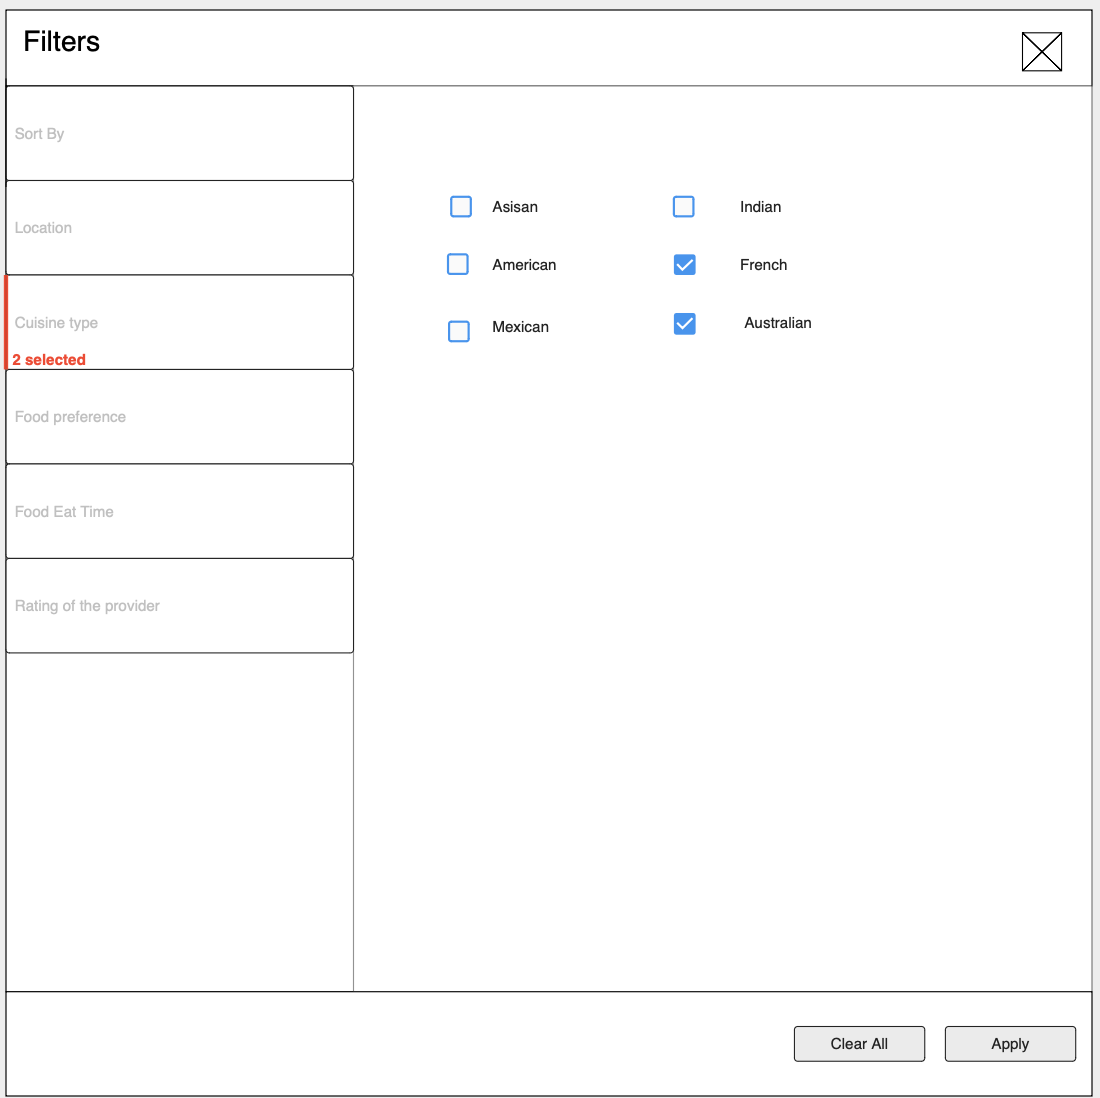 Filters
Sort By
Location
Cuisine type
2 selected
Food preference
Food Eat Time
Rating of the provider
Asisan
Indian
American
French
Mexican
Australian
Clear All
Apply